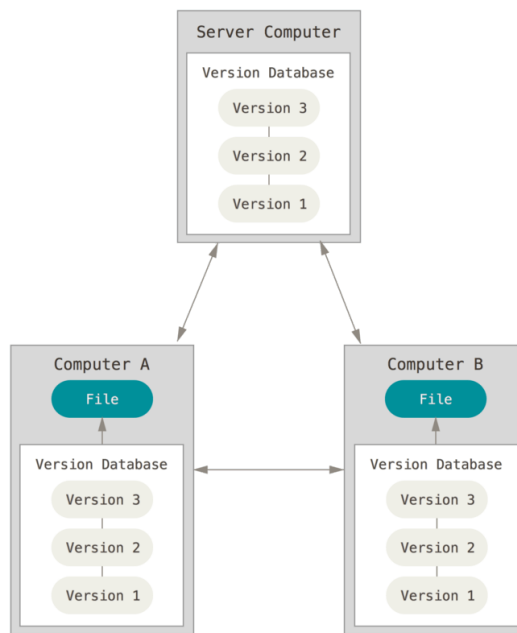 Server Computer
Version Database
Version 3
Version 2
Version 1
Computer A
File
Version Database
Version 3
Version 2
Version 1
Computer B
File
Version Database
Version 3
Version 2
Version 1